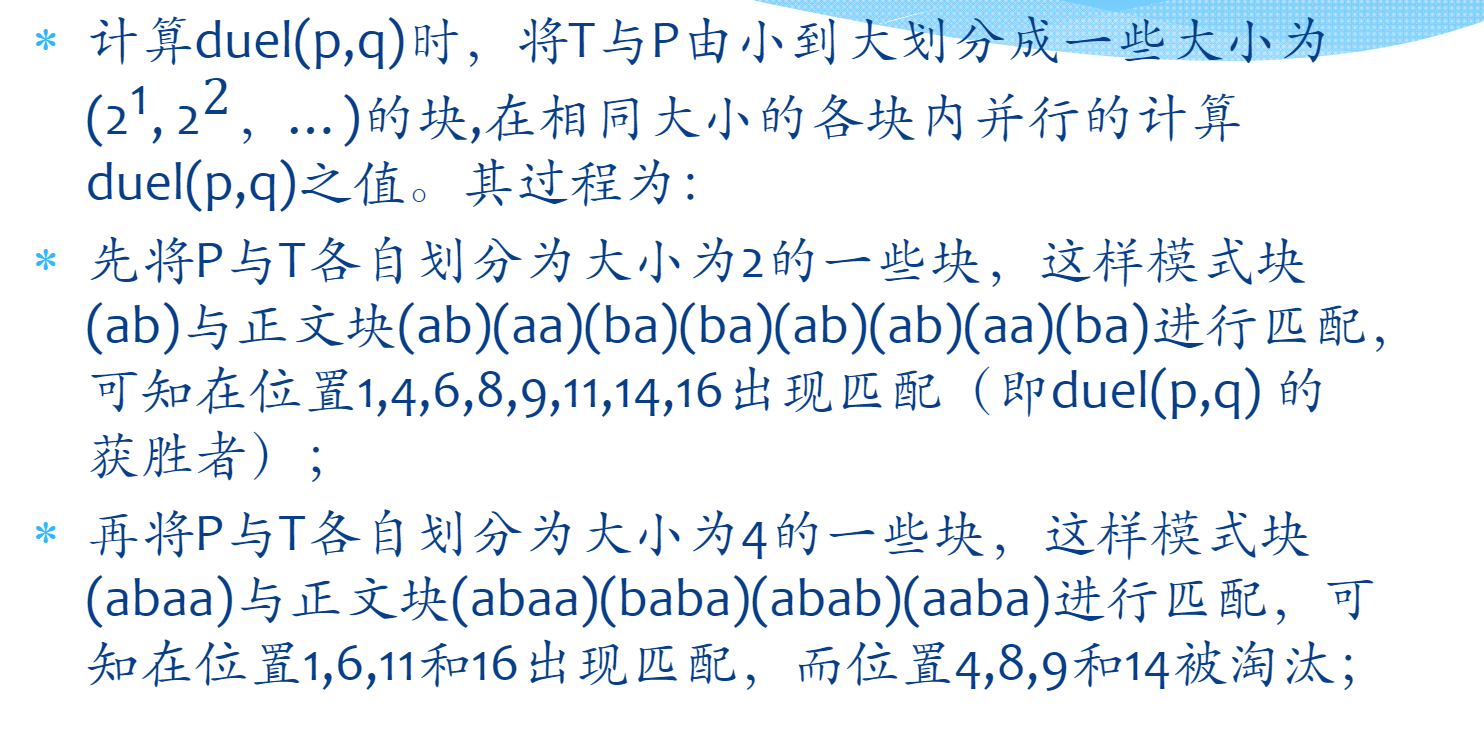 * 计算duel(p,q)时，将T与P由小到大划分成一些大小为
(2¹, 2² ，…)的块,在相同大小的各块内并行的计算
duel(p,q)之值。其过程为：
* 先将P与T各自划分为大小为2的一些块，这样模式块
(ab)与正文块(ab)(aa)(ba)(ba)(ab)(ab)(aa)(ba)进行匹配，
可知在位置1,4,6,8,9,11,14,16出现匹配（即duel(p,q) 的
获胜者）；
* 再将P与T各自划分为大小为4的一些块，这样模式块
(abaa)与正文块(abaa)(baba)(abab)(aaba)进行匹配，可
知在位置1,6,11和16出现匹配，而位置4,8,9和14被淘汰；